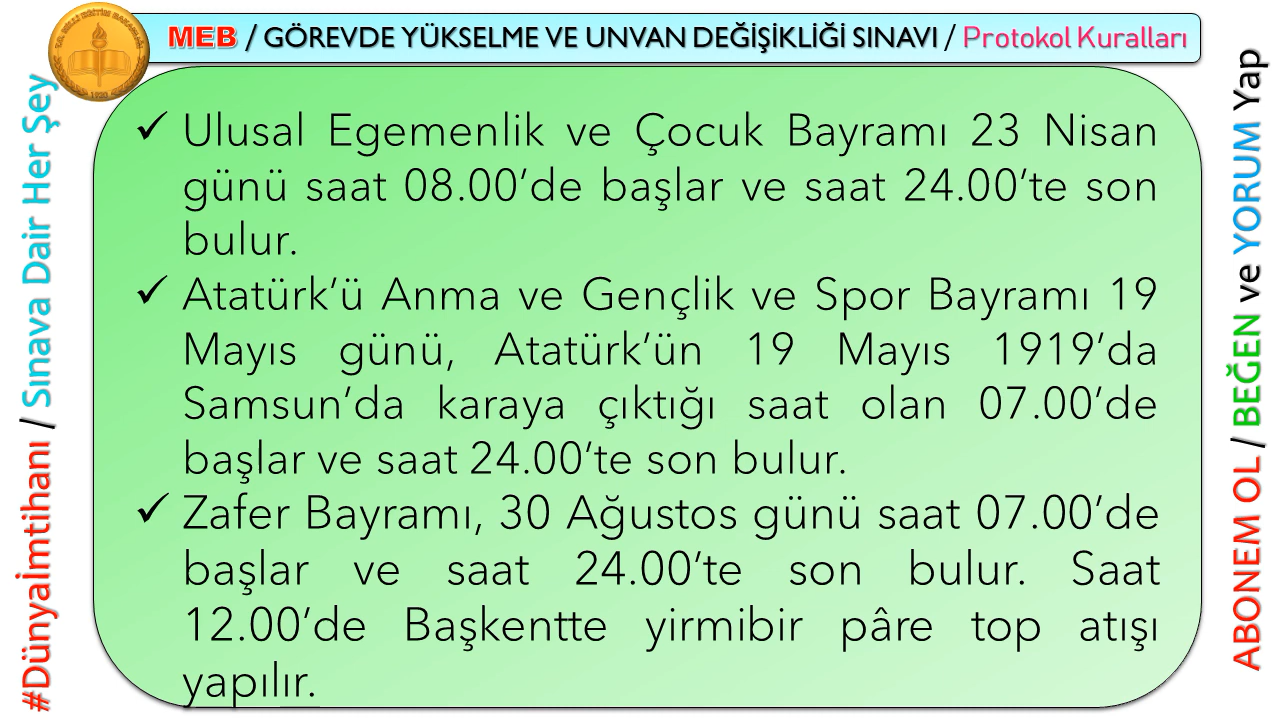 MEB / GÖREVDE YÜKSELME VE UNVAN DEĞİŞİKLİĞİ SINAVI / Protokol Kuralları
#Dünyaİmtihanı / Sınava Dair Her Şey
✓ Ulusal Egemenlik ve Çocuk Bayramı 23 Nisan
günü saat 08.00’de başlar ve saat 24.00’te son
bulur.
✓ Atatürk’ü Anma ve Gençlik ve Spor Bayramı 19
Mayıs günü, Atatürk’ün 19 Mayıs 1919’da
Samsun’da karaya çıktığı saat olan 07.00’de
başlar ve saat 24.00’te son bulur.
✓ Zafer Bayramı, 30 Ağustos günü saat 07.00’de
başlar ve saat 24.00’te son bulur. Saat
12.00’de Başkentte yirmibir pâre top atışı
yapılır.
ABONEM OL / BEĞEN ve YORUM Yap